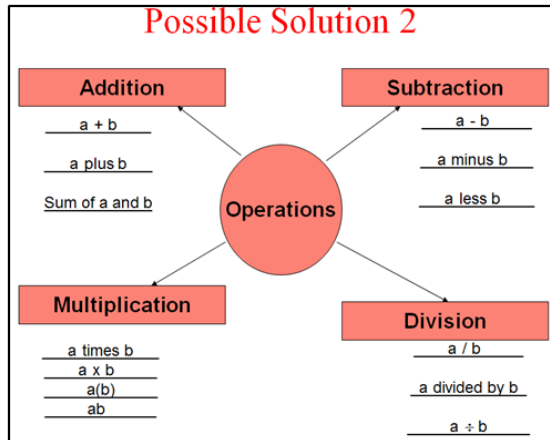 Possible Solution 2
Addition
a + b
a plus b
Sum of a and b
Subtraction
a - b
a minus b
a less b
Operations
Multiplication
a times b
a x b
a(b)
ab
Division
a / b
a divided by b
a ÷ b